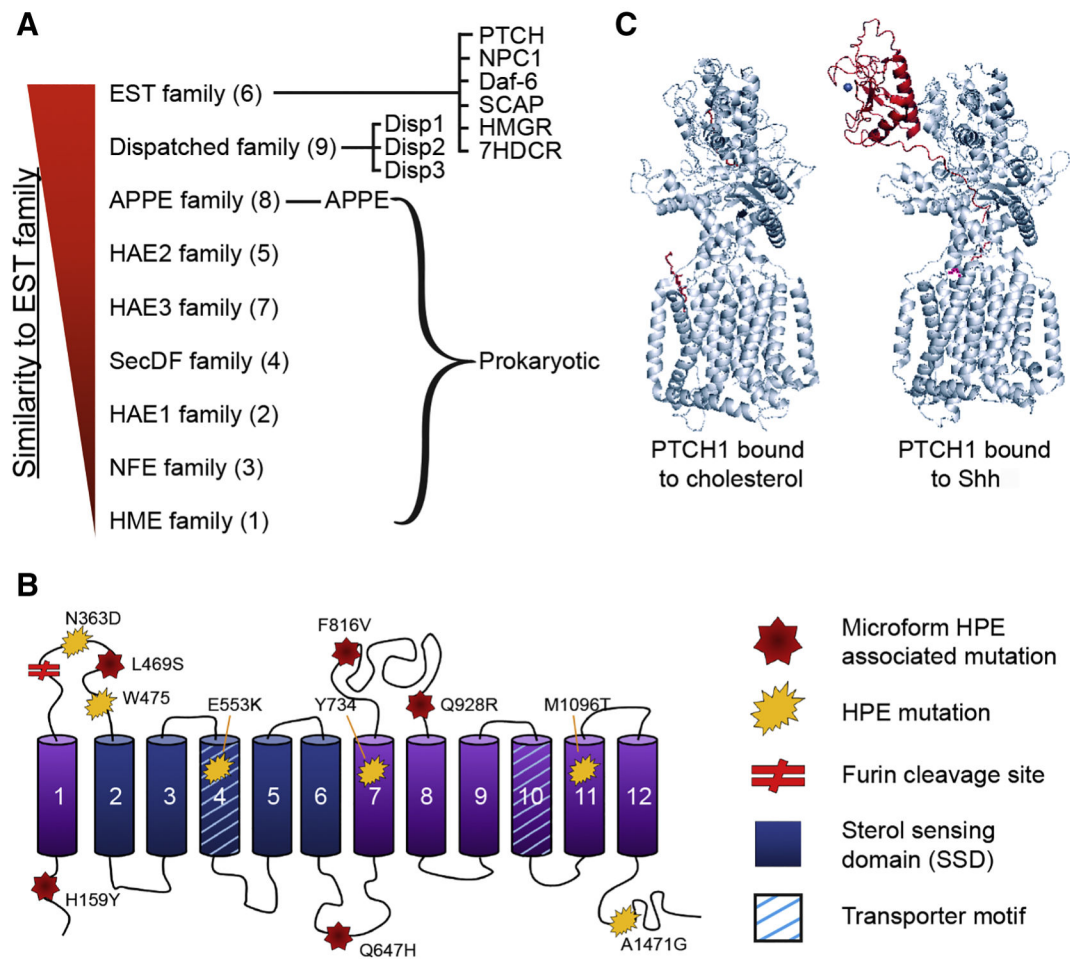 A
EST family (6)
PTCH
NPC1
Daf-6
SCAP
HMGR
7HDCR
Dispatched family (9)
Disp1
Disp2
Disp3
APPE family (8)
APPE
HAE2 family (5)
HAE3 family (7)
SecDF family (4)
HAE1 family (2)
NFE family (3)
HME family (1)
Prokaryotic
Similarity to EST family
C
PTCH1 bound
to cholesterol
PTCH1 bound
to Shh
B
N363D
L469S
W475
E553K
F816V
Y734
Q928R
M1096T
1
2
3
4
5
6
7
8
9
10
11
12
H159Y
Q647H
A1471G
Microform HPE
associated mutation
HPE mutation
Furin cleavage site
Sterol sensing
domain (SSD)
Transporter motif